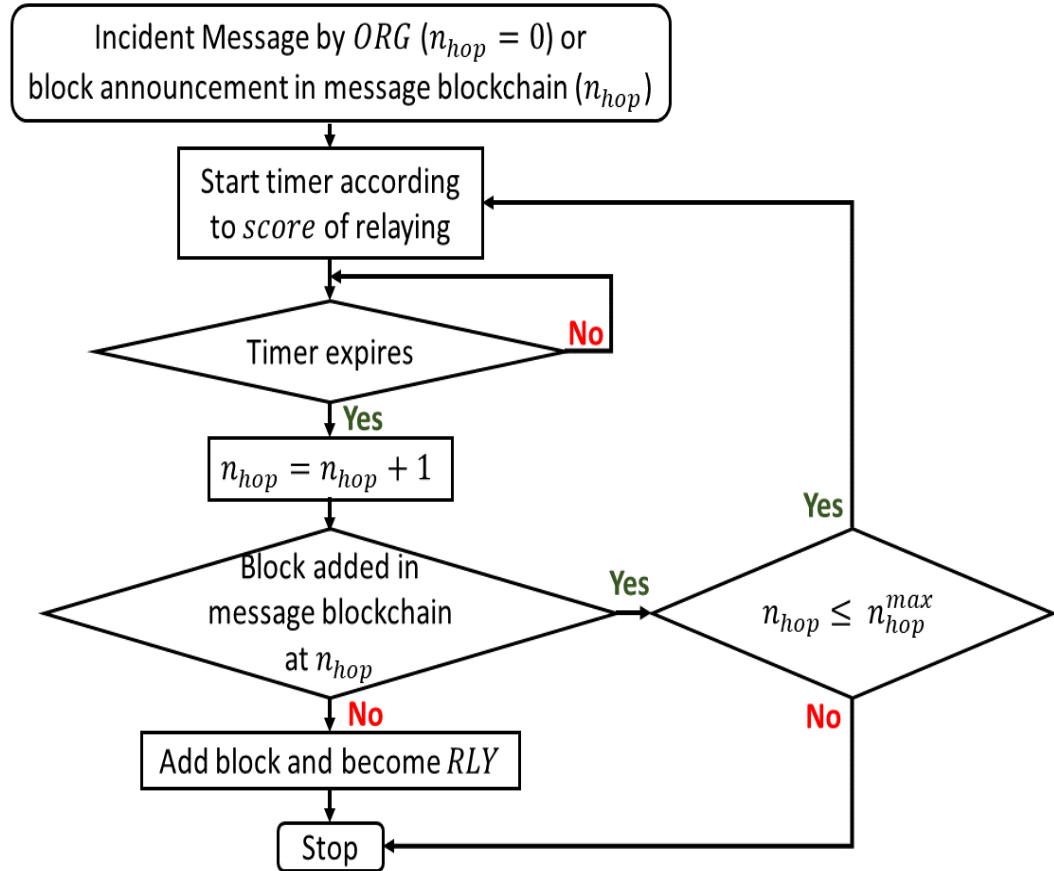 Incident Message by ORG (n_hop = 0) or
block announcement in message blockchain (n_hop)
Start timer according
to score of relaying
Timer expires
No
Yes
n_hop = n_hop + 1
Block added in
message blockchain
at n_hop
Yes
No
n_hop ≤ n_hop^max
Yes
No
Add block and become RLY
Stop